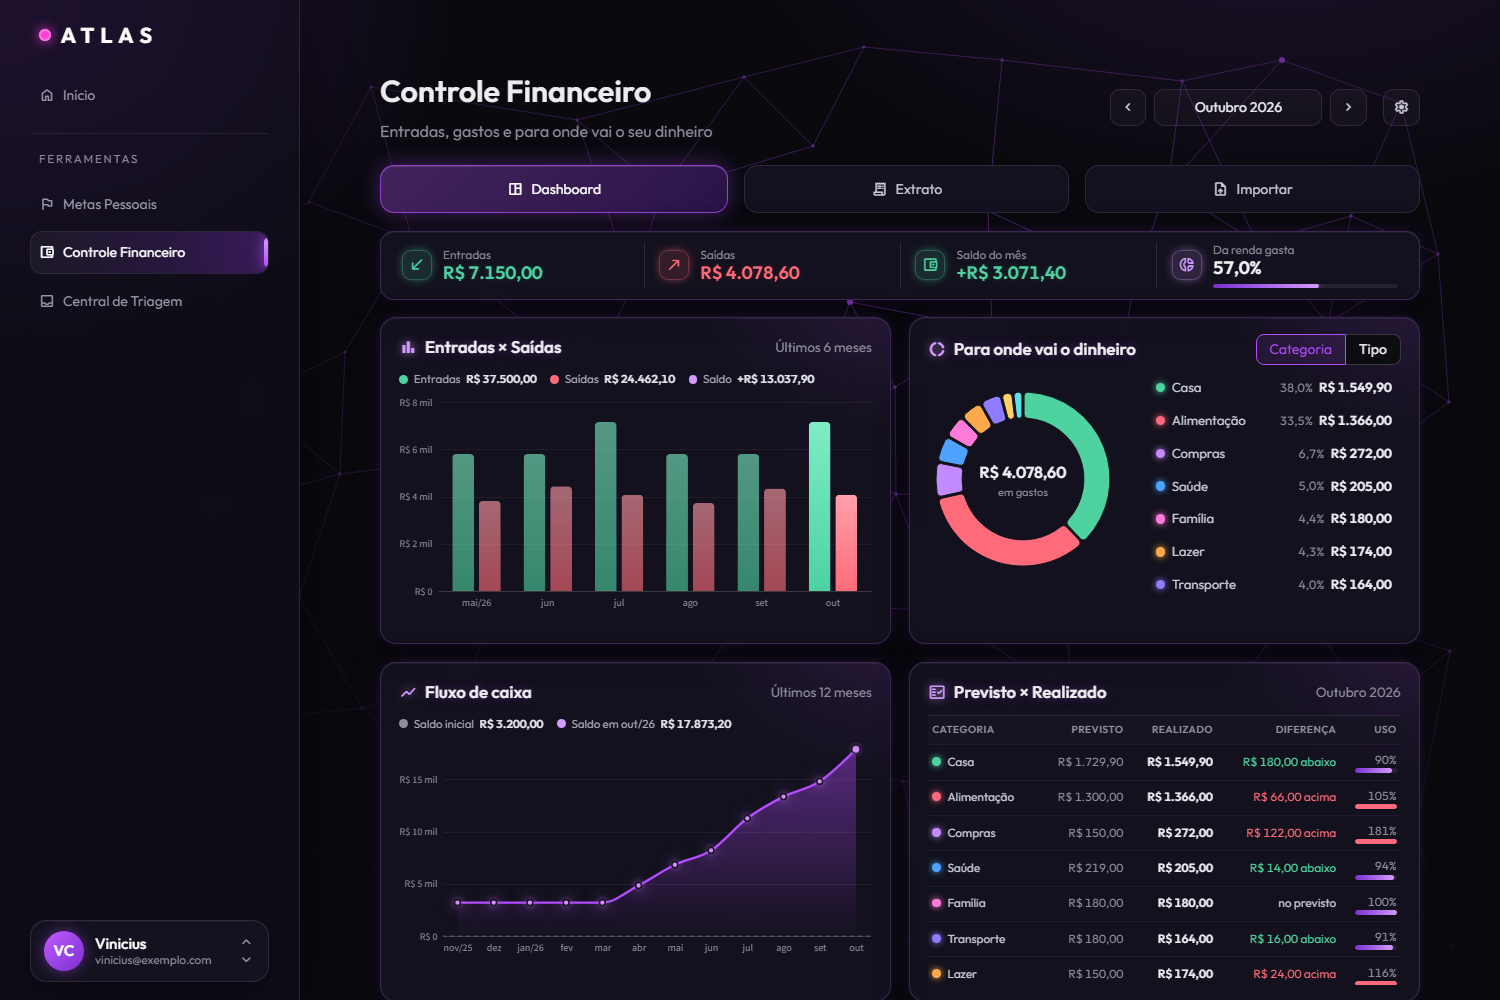 ATLAS
Início
FERRAMENTAS
Metas Pessoais
Controle Financeiro
Central de Triagem
VC
Vinicius
vinicius@exemplo.com
Controle Financeiro
Entradas, gastos e para onde vai o seu dinheiro
Outubro 2026
Dashboard
Extrato
Importar
Entradas
R$ 7.150,00
Saídas
R$ 4.078,60
Saldo do mês
+R$ 3.071,40
Da renda gasta
57,0%
Entradas × Saídas
Últimos 6 meses
Entradas R$ 37.500,00 Saídas R$ 24.462,10 Saldo +R$ 13.037,90
R$ 8 mil
R$ 6 mil
R$ 4 mil
R$ 2 mil
R$ 0
mai/26 jun jul ago set out
Para onde vai o dinheiro
Categoria Tipo
R$ 4.078,60
em gastos
Casa 38,0% R$ 1.549,90
Alimentação 33,5% R$ 1.366,00
Compras 6,7% R$ 272,00
Saúde 5,0% R$ 205,00
Família 4,4% R$ 180,00
Lazer 4,3% R$ 174,00
Transporte 4,0% R$ 164,00
Fluxo de caixa
Últimos 12 meses
Saldo inicial R$ 3.200,00 Saldo em out/26 R$ 17.873,20
R$ 15 mil
R$ 10 mil
R$ 5 mil
R$ 0
nov/25 dez jan/26 fev mar abr mai jun jul ago set out
Previsto × Realizado
Outubro 2026
CATEGORIA PREVISTO REALIZADO DIFERENÇA USO
Casa R$ 1.729,90 R$ 1.549,90 R$ 180,00 abaixo 90%
Alimentação R$ 1.300,00 R$ 1.366,00 R$ 66,00 acima 105%
Compras R$ 150,00 R$ 272,00 R$ 122,00 acima 181%
Saúde R$ 219,00 R$ 205,00 R$ 14,00 abaixo 94%
Família R$ 180,00 R$ 180,00 no previsto 100%
Transporte R$ 180,00 R$ 164,00 R$ 16,00 abaixo 91%
Lazer R$ 150,00 R$ 174,00 R$ 24,00 acima 116%